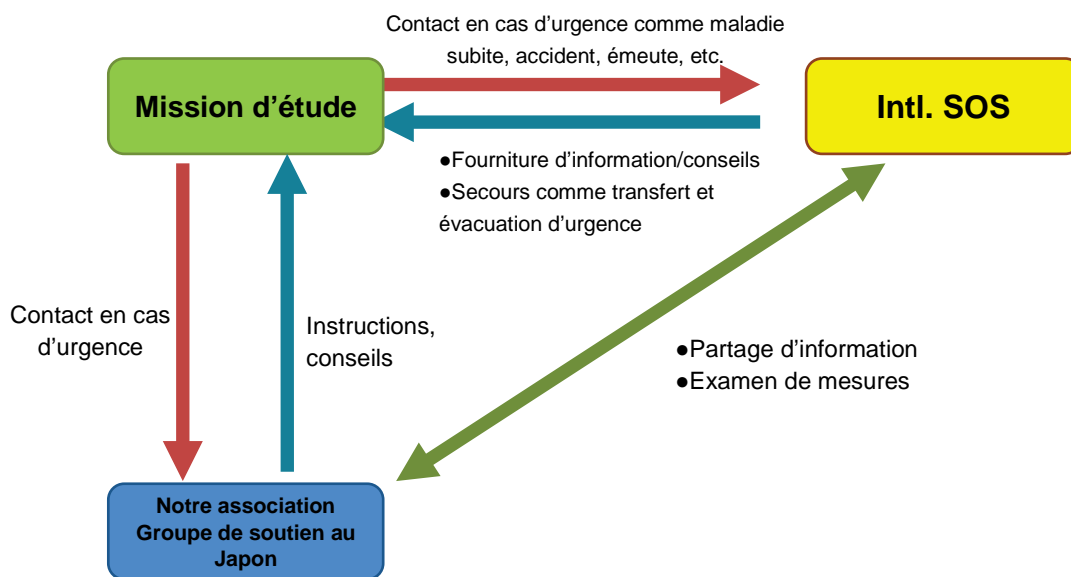 Contact en cas d’urgence comme maladie
subite, accident, émeute, etc.
Mission d’étude
Intl. SOS
●Fourniture d’information/conseils
●Secours comme transfert et
évacuation d’urgence
Contact en cas
d’urgence
Instructions,
conseils
●Partage d’information
●Examen de mesures
Notre association
Groupe de soutien au
Japon